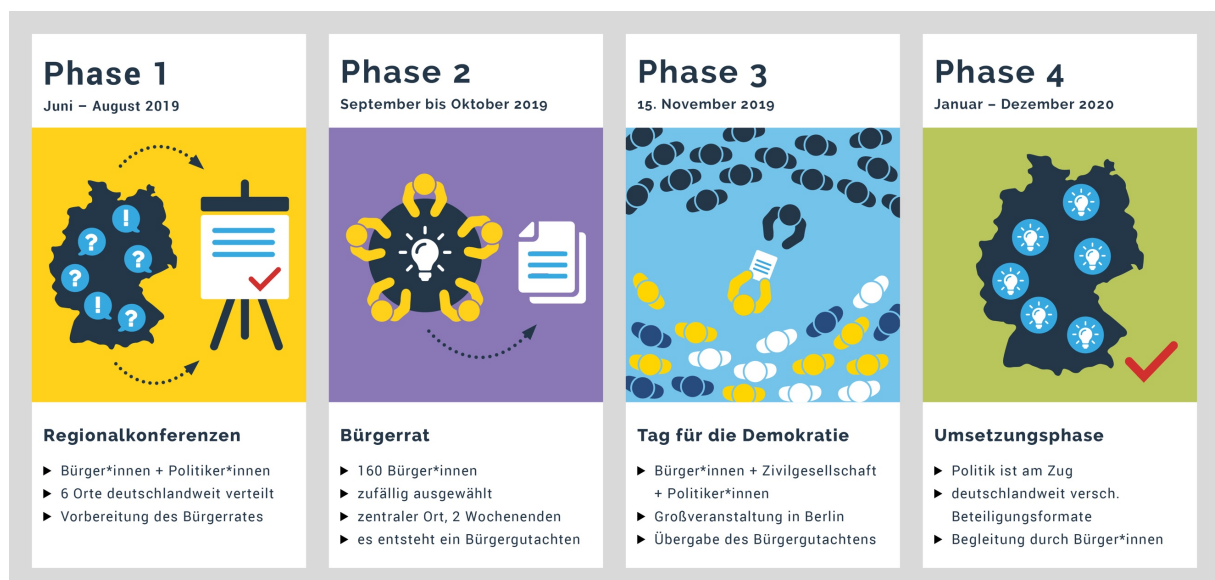 Phase 1
Juni – August 2019
Regionalkonferenzen
► Bürger*innen + Politiker*innen
► 6 Orte deutschlandweit verteilt
► Vorbereitung des Bürgerrates
Phase 2
September bis Oktober 2019
Bürgerrat
► 160 Bürger*innen
► zufällig ausgewählt
► zentraler Ort, 2 Wochenenden
► es entsteht ein Bürgergutachten
Phase 3
15. November 2019
Tag für die Demokratie
► Bürger*innen + Zivilgesellschaft
+ Politiker*innen
► Großveranstaltung in Berlin
► Übergabe des Bürgergutachtens
Phase 4
Januar – Dezember 2020
Umsetzungsphase
► Politik ist am Zug
► deutschlandweit versch.
Beteiligungsformate
► Begleitung durch Bürger*innen